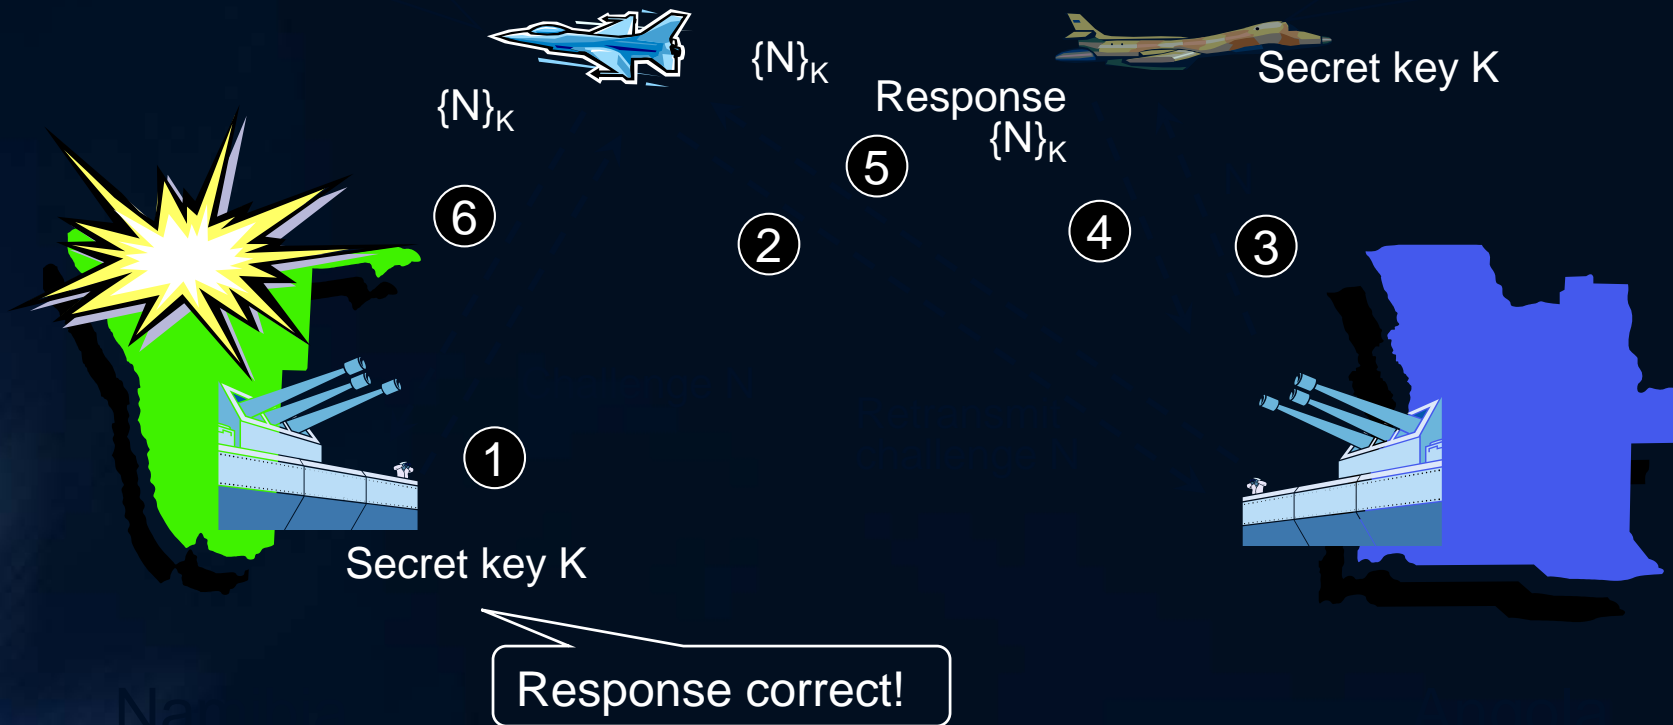 {N}K
Secret key K
Response
{N}K
{N}K
5
6
2
4
3
1
Secret key K
Response correct!